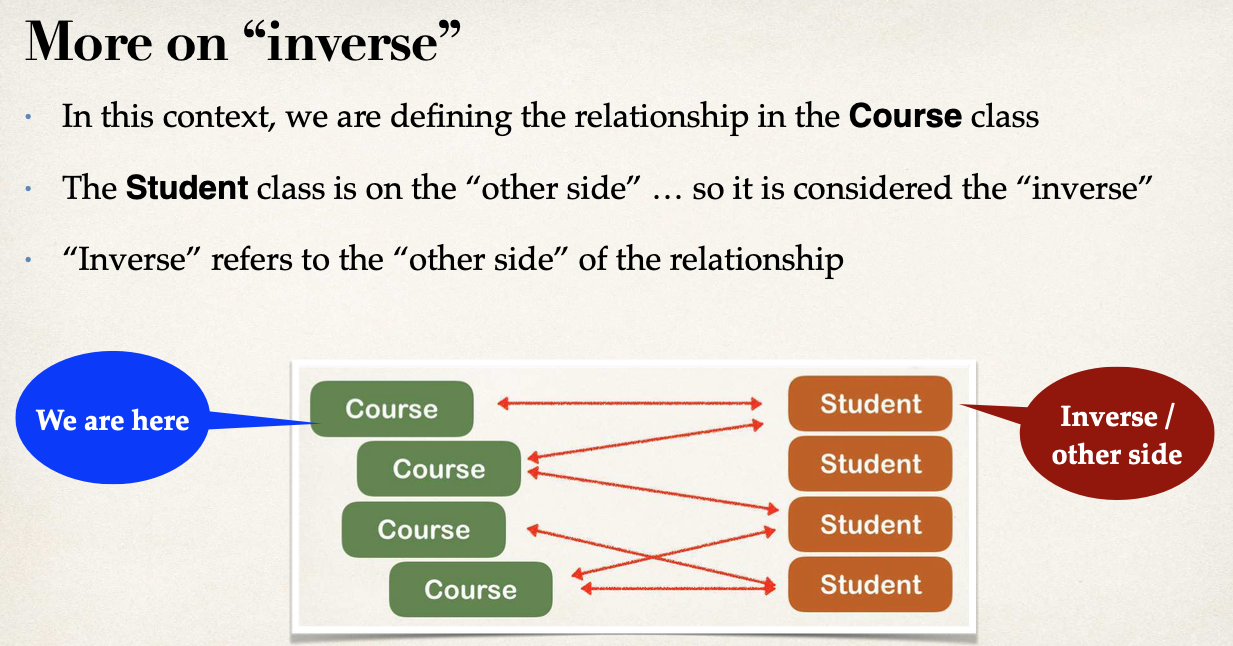 More on “inverse”
• In this context, we are defining the relationship in the Course class
• The Student class is on the “other side” … so it is considered the “inverse”
• “Inverse” refers to the “other side” of the relationship
We are here
Course
Student
Inverse /
other side
Course
Student
Course
Student
Course
Student